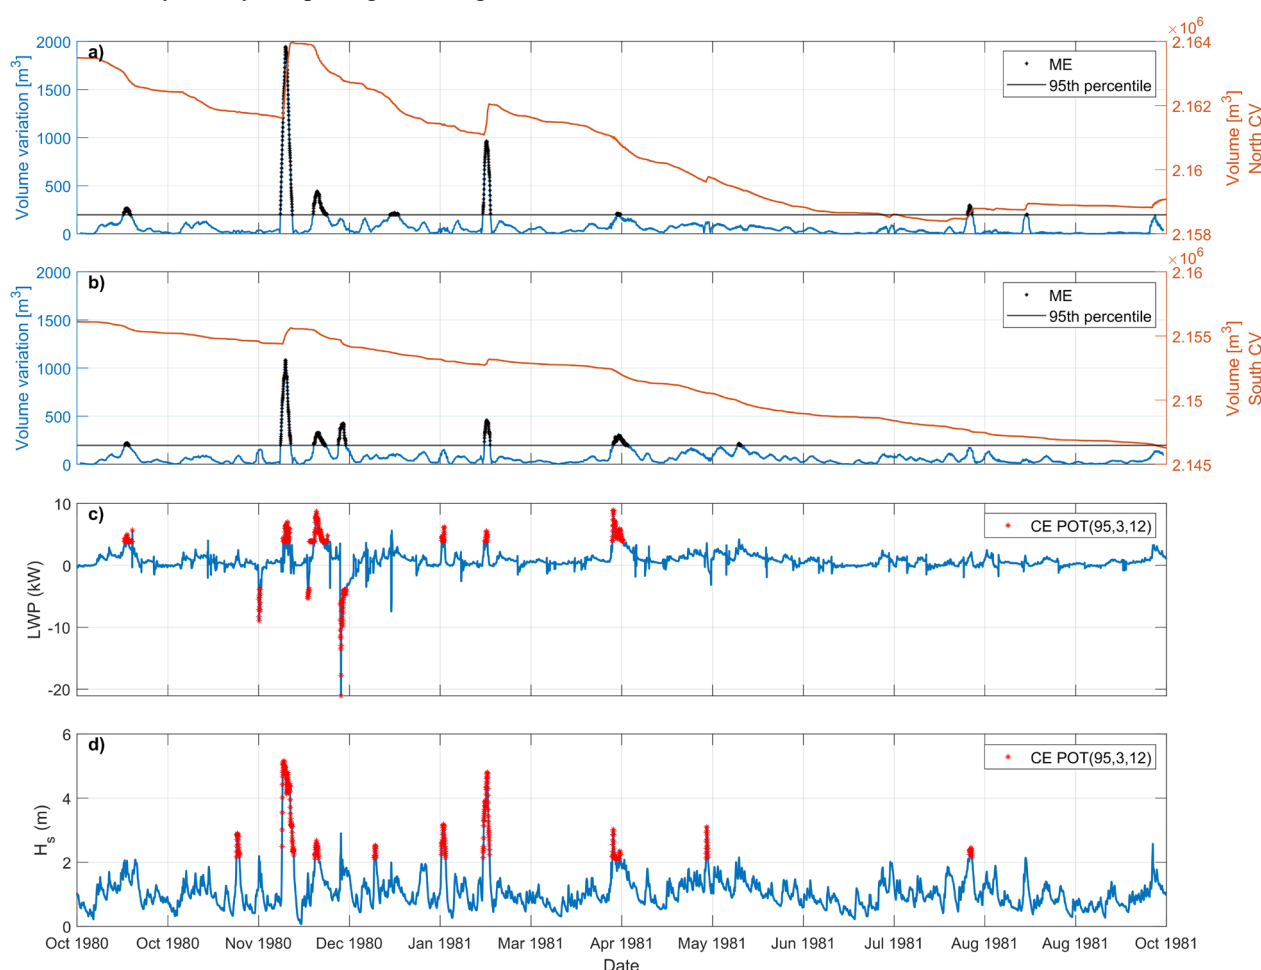 ×10⁶
a)
2000
1500
1000
500
0
Volume variation [m³]
ME
95th percentile
2.164
2.162
2.16
2.158
Volume [m³]
North CV
×10⁶
b)
2000
1500
1000
500
0
Volume variation [m³]
ME
95th percentile
2.16
2.155
2.15
2.145
Volume [m³]
South CV
c)
10
0
-10
-20
LWP (kW)
CE POT(95,3,12)
d)
6
4
2
0
Hs (m)
CE POT(95,3,12)
Oct 1980 Oct 1980 Nov 1980 Dec 1980 Jan 1981 Mar 1981 Apr 1981 May 1981 Jun 1981 Jul 1981 Aug 1981 Aug 1981 Oct 1981
Date